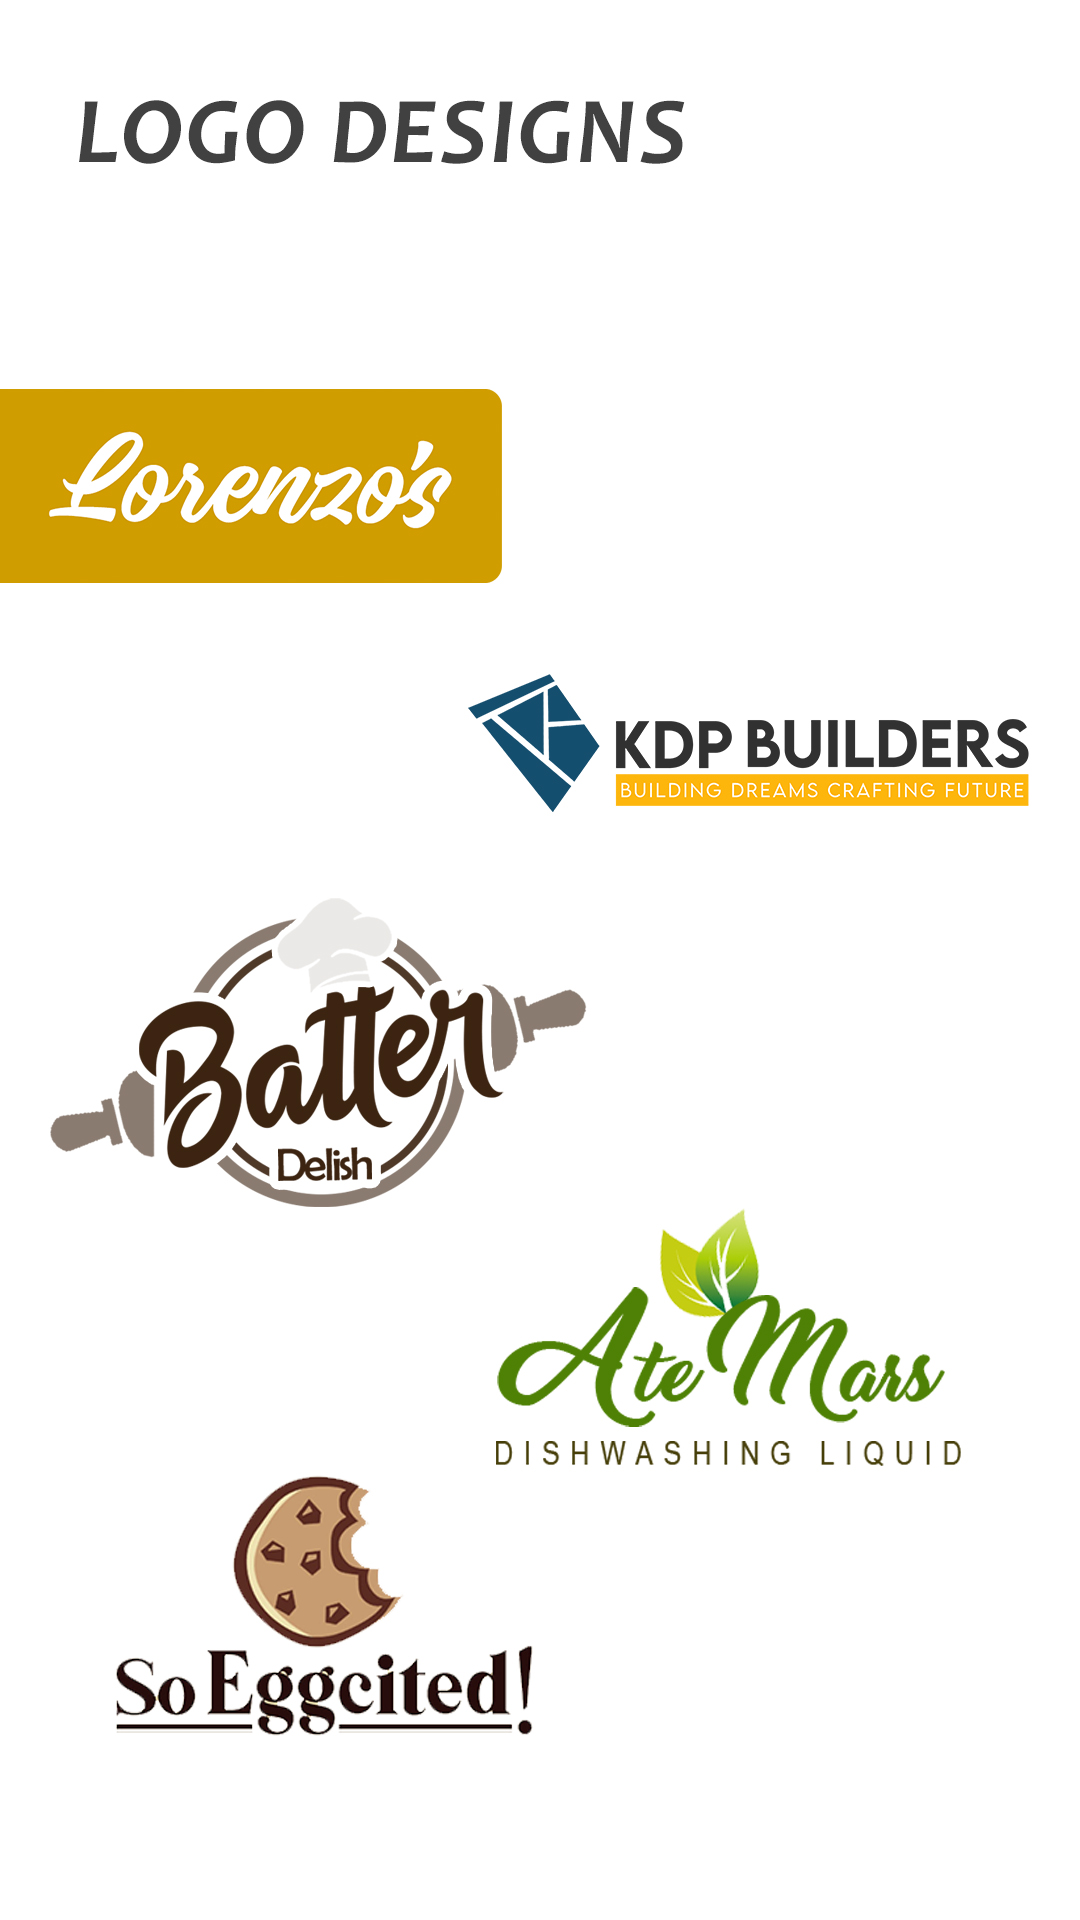 LOGO DESIGNS
Lorenzo's
KDP BUILDERS
BUILDING DREAMS CRAFTING FUTURE
Batter
Delish
Ate Mars
DISHWASHING LIQUID
So Eggcited!